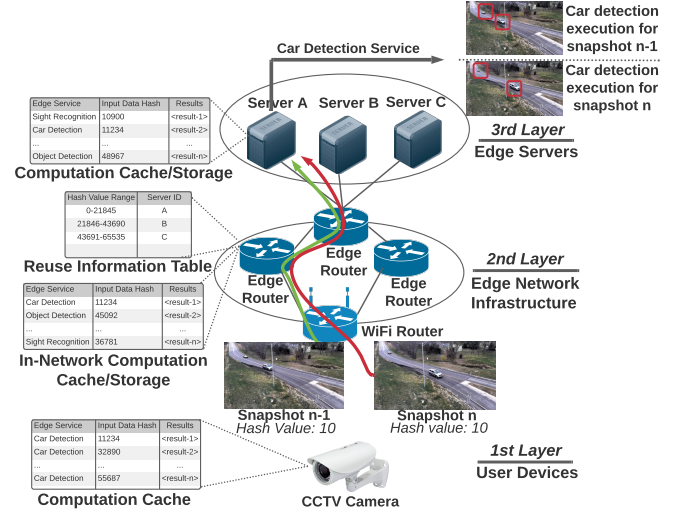 Car detection
execution for
snapshot n-1
Car Detection Service
Car detection
execution for
snapshot n
Edge Service Input Data Hash Results
Sight Recognition 10900 <result-1>
Car Detection 11234 <result-2>
... ... ...
Object Detection 48967 <result-n>
Computation Cache/Storage
Server A
Server B
Server C
3rd Layer
Edge Servers
Hash Value Range Server ID
0-21845 A
21846-43690 B
43691-65535 C
Reuse Information Table
Edge
Router
Edge
Router
Edge
Router
2nd Layer
Edge Network
Infrastructure
Edge Service Input Data Hash Results
Car Detection 11234 <result-1>
Object Detection 45092 <result-2>
... ... ...
Sight Recognition 36781 <result-n>
In-Network Computation
Cache/Storage
WiFi Router
Snapshot n-1
Hash Value: 10
Snapshot n
Hash value: 10
Edge Service Input Data Hash Results
Car Detection 11234 <result-1>
Car Detection 32890 <result-2>
... ... ...
Car Detection 55687 <result-n>
Computation Cache
CCTV Camera
1st Layer
User Devices